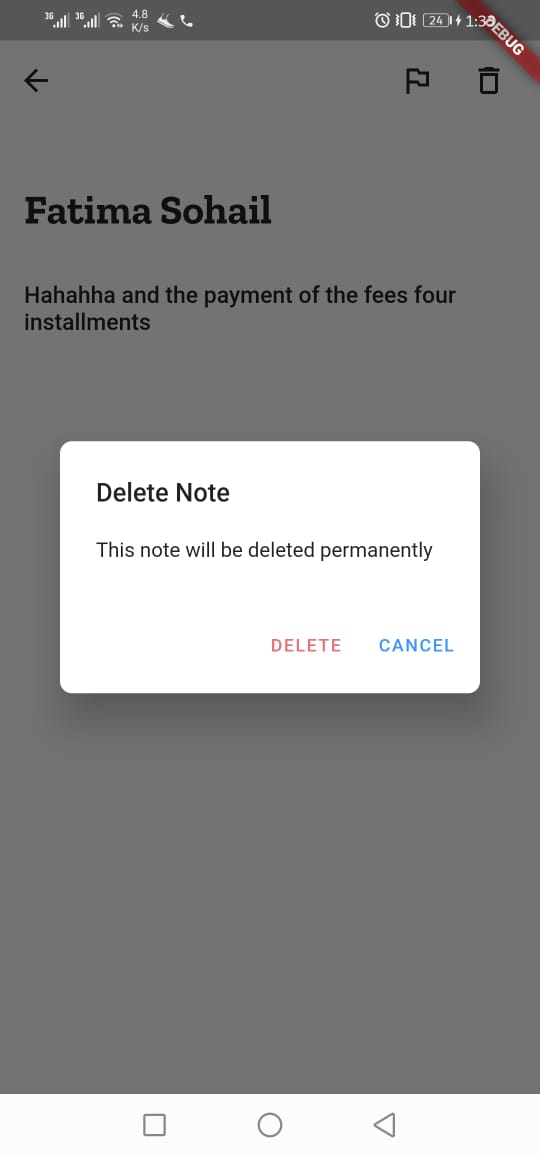 3G 3G 4.8 K/s 24 1:33
DEBUG
Fatima Sohail
Hahahha and the payment of the fees four
installments
Delete Note
This note will be deleted permanently
DELETE CANCEL